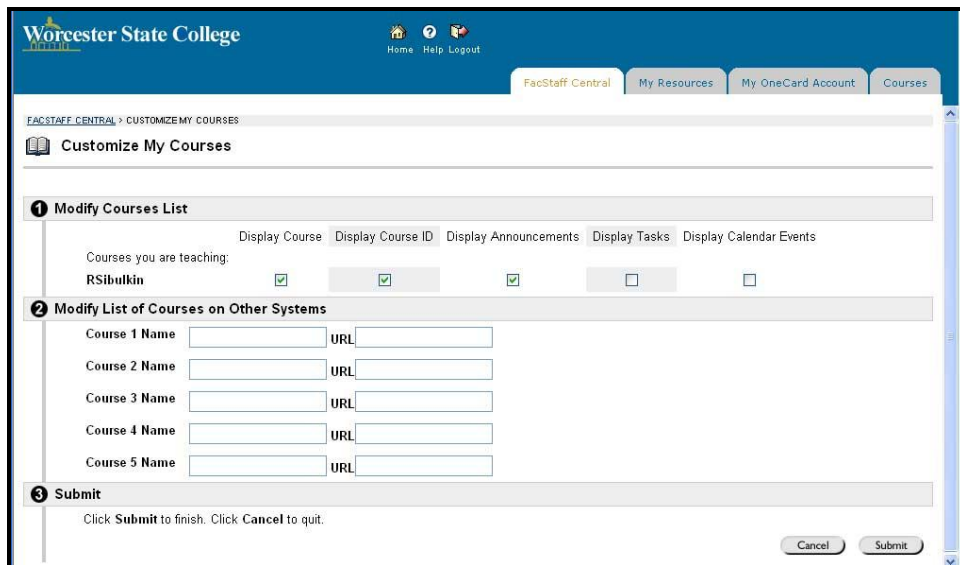 Worcester State College
Home Help Logout
FacStaff Central My Resources My OneCard Account Courses
FACSTAFF CENTRAL > CUSTOMIZE MY COURSES
Customize My Courses
1 Modify Courses List
Display Course Display Course ID Display Announcements Display Tasks Display Calendar Events
Courses you are teaching:
RSibulkin
2 Modify List of Courses on Other Systems
Course 1 Name URL
Course 2 Name URL
Course 3 Name URL
Course 4 Name URL
Course 5 Name URL
3 Submit
Click Submit to finish. Click Cancel to quit.
Cancel Submit